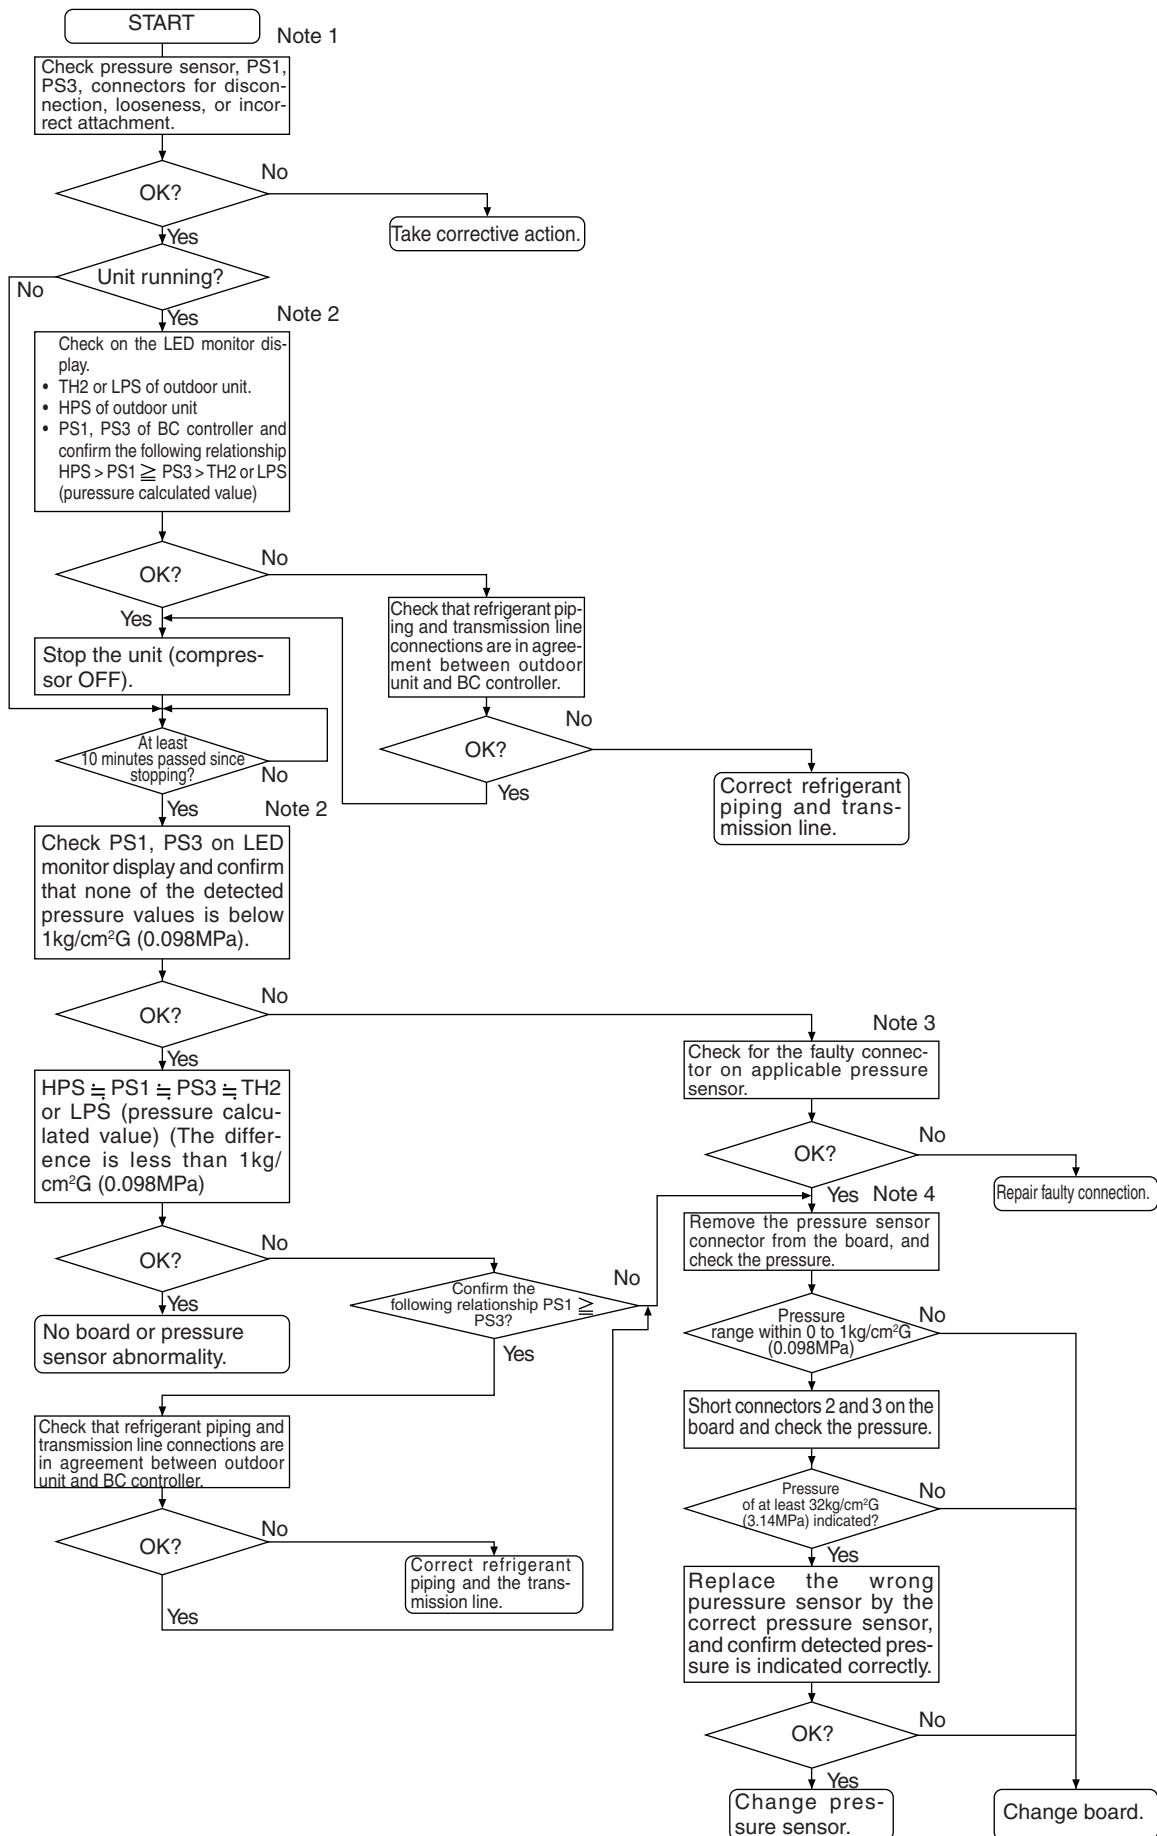 START
Note 1
Check pressure sensor, PS1,
PS3, connectors for discon-
nection, looseness, or incor-
rect attachment.
No
OK?
Yes
Take corrective action.
Unit running?
No
Yes
Note 2
Check on the LED monitor dis-
play.
• TH2 or LPS of outdoor unit.
• HPS of outdoor unit
• PS1, PS3 of BC controller and
confirm the following relationship
HPS > PS1 ≧ PS3 > TH2 or LPS
(puressure calculated value)
No
OK?
Yes
Check that refrigerant pip-
ing and transmission line
connections are in agree-
ment between outdoor
unit and BC controller.
Stop the unit (compres-
sor OFF).
No
OK?
Yes
At least
10 minutes passed since
stopping?
No
Yes
Correct refrigerant
piping and trans-
mission line.
Note 2
Check PS1, PS3 on LED
monitor display and confirm
that none of the detected
pressure values is below
1kg/cm²G (0.098MPa).
No
OK?
Yes
Note 3
Check for the faulty connec-
tor on applicable pressure
sensor.
HPS ≒ PS1 ≒ PS3 ≒ TH2
or LPS (pressure calcu-
lated value) (The differ-
ence is less than 1kg/
cm²G (0.098MPa)
No
OK?
Yes
Repair faulty connection.
Note 4
Remove the pressure sensor
connector from the board, and
check the pressure.
No
OK?
Yes
No board or pressure
sensor abnormality.
Confirm the
following relationship PS1 ≧
PS3?
No
Yes
Pressure
range within 0 to 1kg/cm²G
(0.098MPa)
No
Yes
Short connectors 2 and 3 on the
board and check the pressure.
Check that refrigerant piping and
transmission line connections are
in agreement between outdoor
unit and BC controller.
Pressure
of at least 32kg/cm²G
(3.14MPa) indicated?
No
Yes
No
OK?
Yes
Correct refrigerant
piping and the trans-
mission line.
Replace the wrong
puressure sensor by the
correct pressure sensor,
and confirm detected pres-
sure is indicated correctly.
No
OK?
Yes
Change pres-
sure sensor.
Change board.